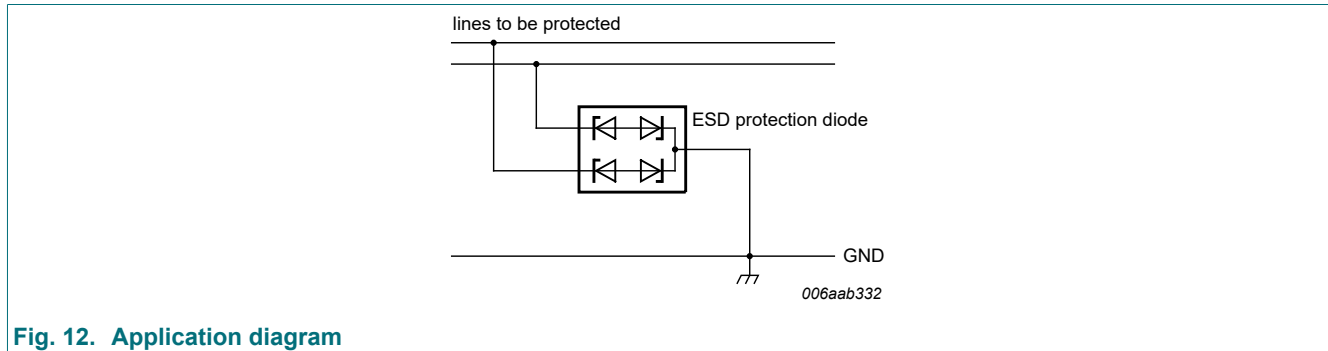 lines to be protected
ESD protection diode
GND
006aab332
Fig. 12. Application diagram